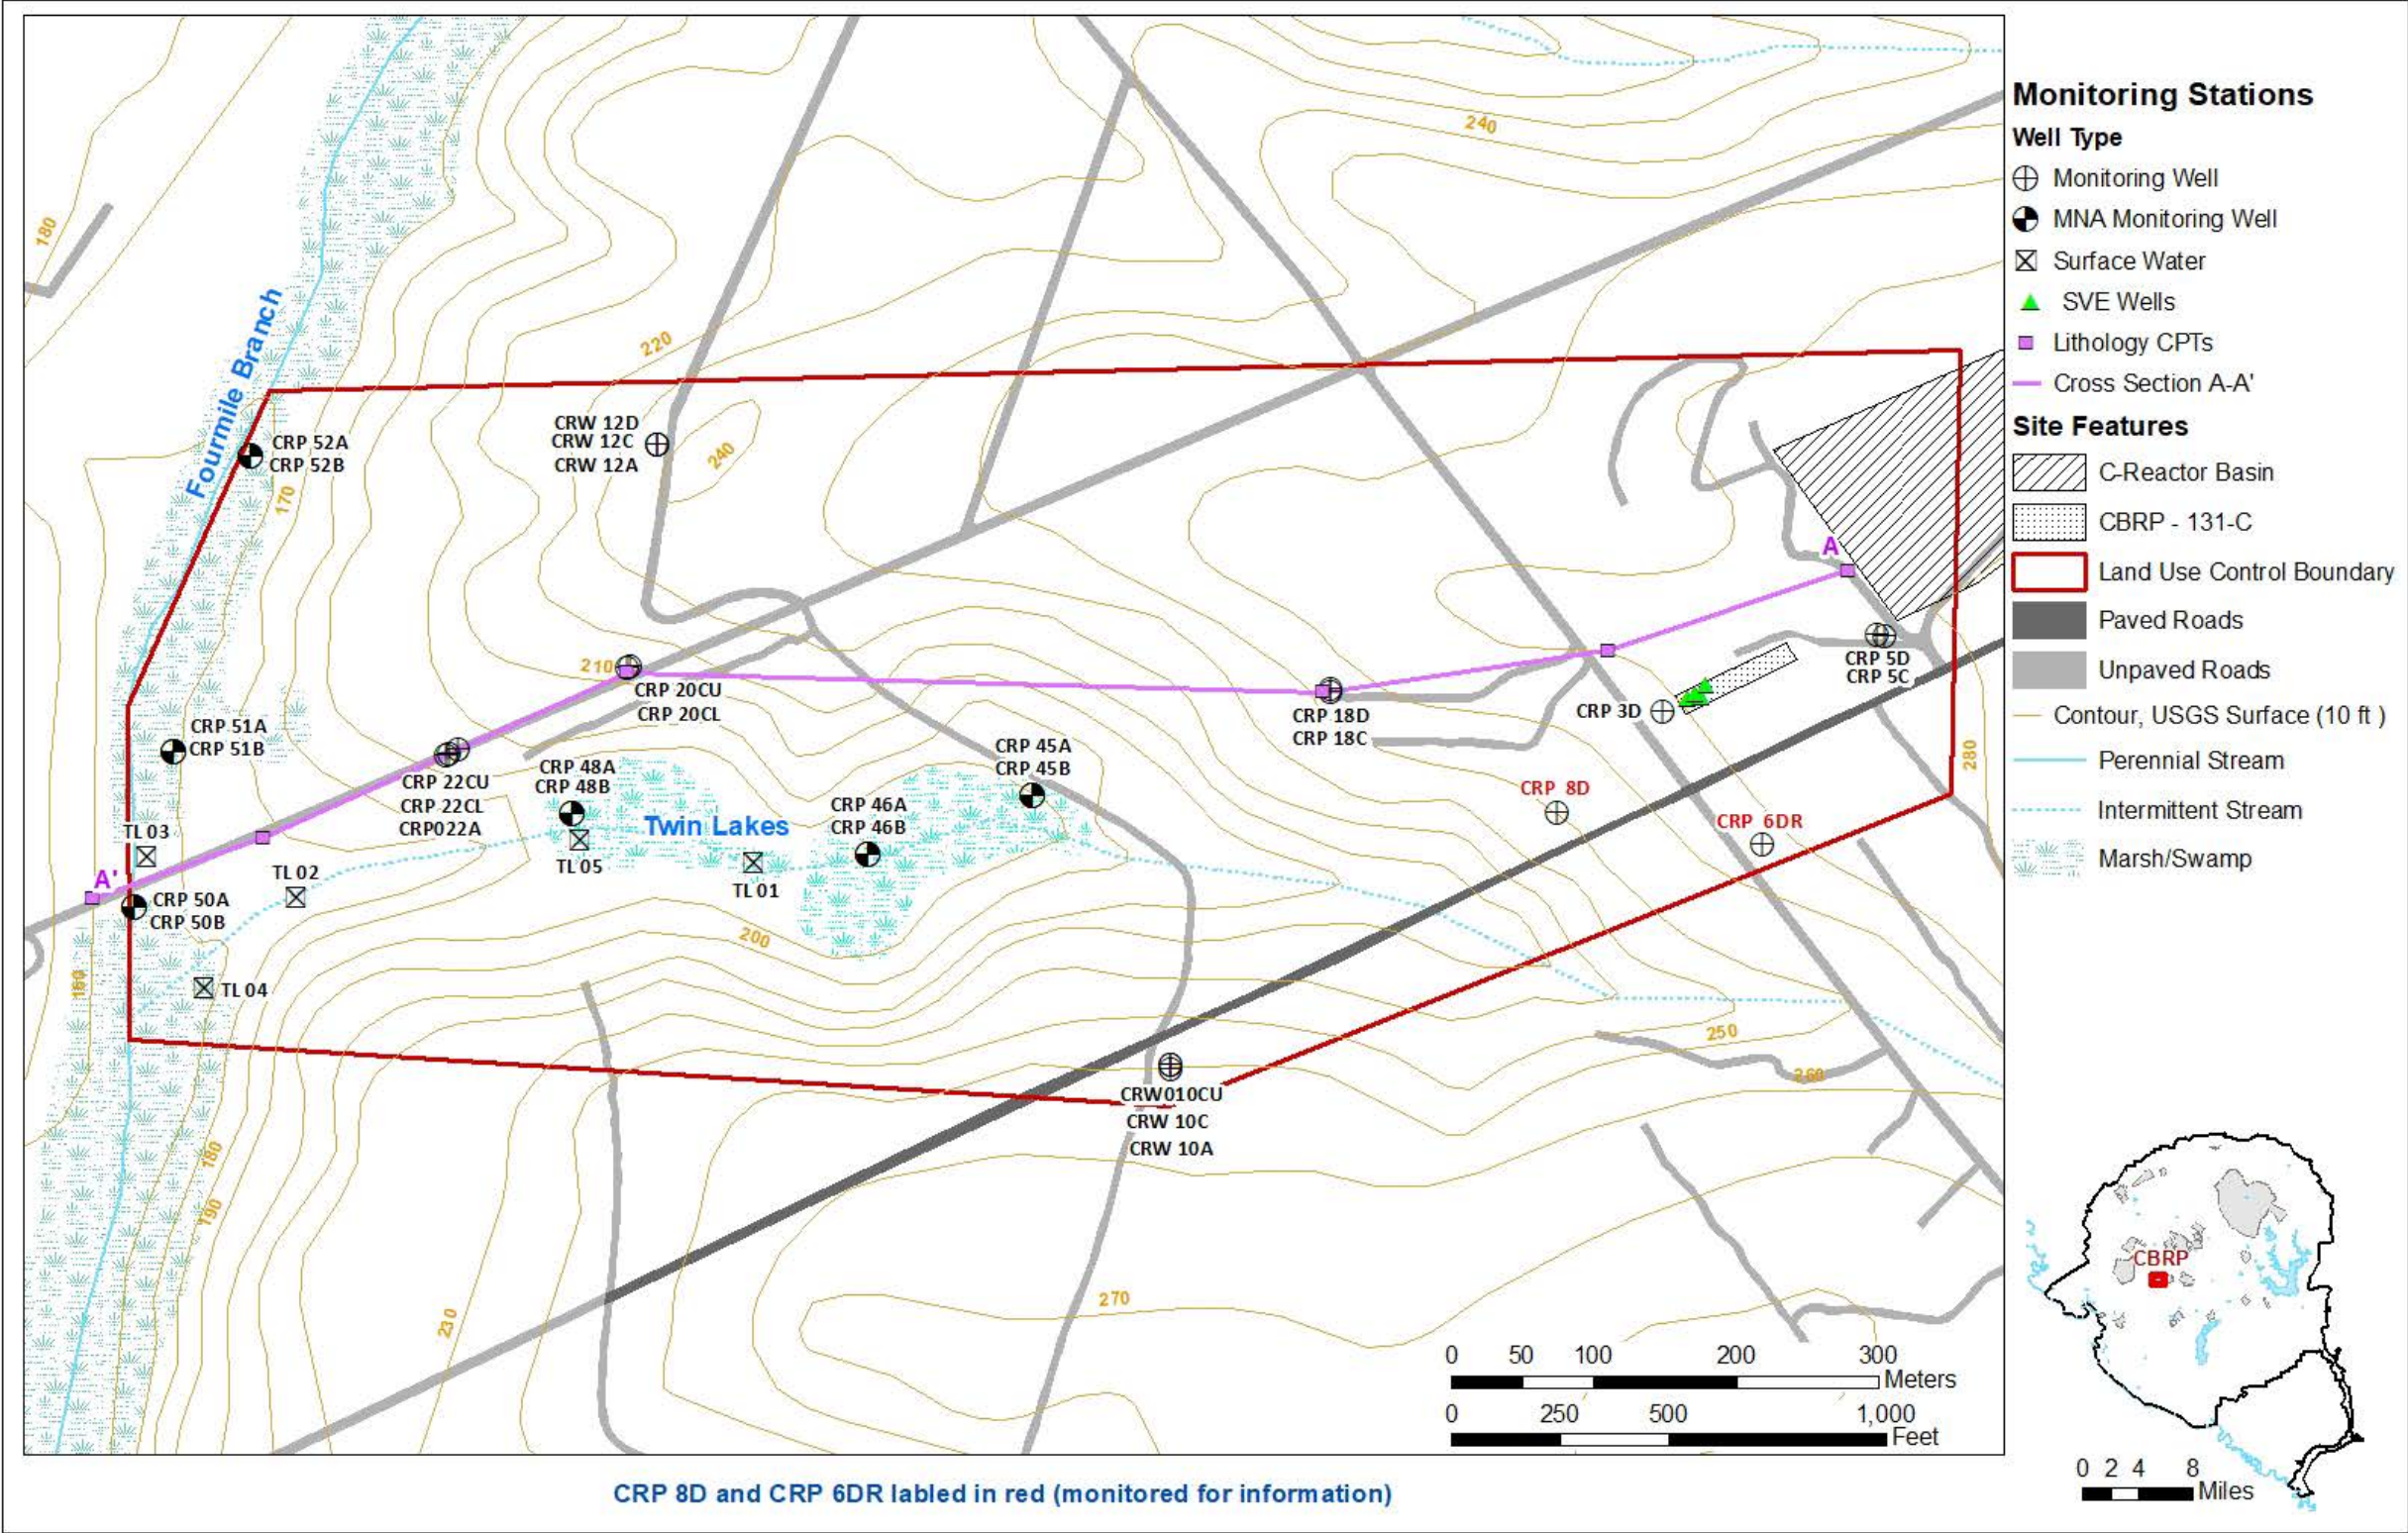 240
180
Fourmile Branch
220
CRW 12D
CRW 12C
CRW 12A
240
CRP 52A
CRP 52B
170
A
210
CRP 20CU
CRP 20CL
CRP 5D
CRP 5C
CRP 18D
CRP 18C
CRP 3D
CRP 51A
CRP 51B
CRP 22CU
CRP 22CL
CRP022A
CRP 48A
CRP 48B
CRP 45A
CRP 45B
280
CRP 8D
CRP 46A
CRP 46B
Twin Lakes
CRP 6DR
TL 03
TL 05
TL 02
TL 01
A'
CRP 50A
CRP 50B
200
160
TL 04
250
260
CRW010CU
CRW 10C
CRW 10A
180
190
270
230
0 50 100 200 300
Meters
0 250 500 1,000
Feet
Monitoring Stations
Well Type
Monitoring Well
MNA Monitoring Well
Surface Water
SVE Wells
Lithology CPTs
Cross Section A-A'
Site Features
C-Reactor Basin
CBRP - 131-C
Land Use Control Boundary
Paved Roads
Unpaved Roads
Contour, USGS Surface (10 ft )
Perennial Stream
Intermittent Stream
Marsh/Swamp
CBRP
0 2 4 8
Miles
CRP 8D and CRP 6DR labled in red (monitored for information)